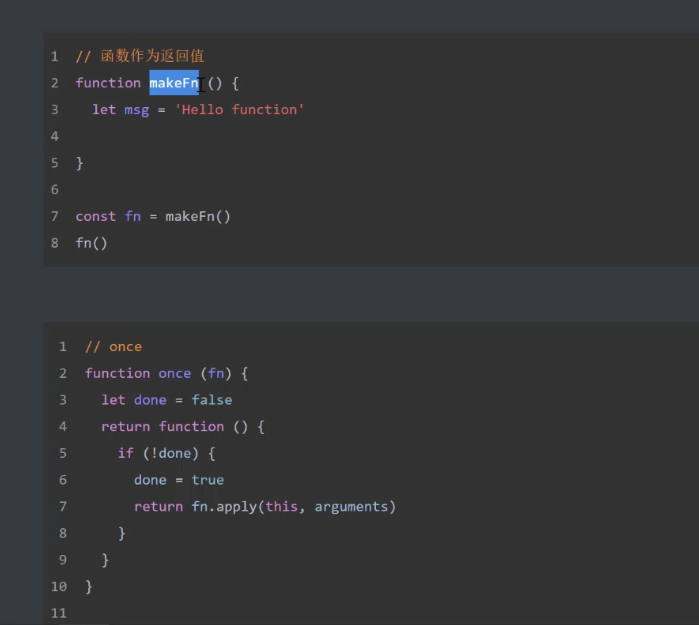 1 // 函数作为返回值
2 function makeFn () {
3 let msg = 'Hello function'
4
5 }
6
7 const fn = makeFn()
8 fn()
1 // once
2 function once (fn) {
3 let done = false
4 return function () {
5 if (!done) {
6 done = true
7 return fn.apply(this, arguments)
8 }
9 }
10 }
11